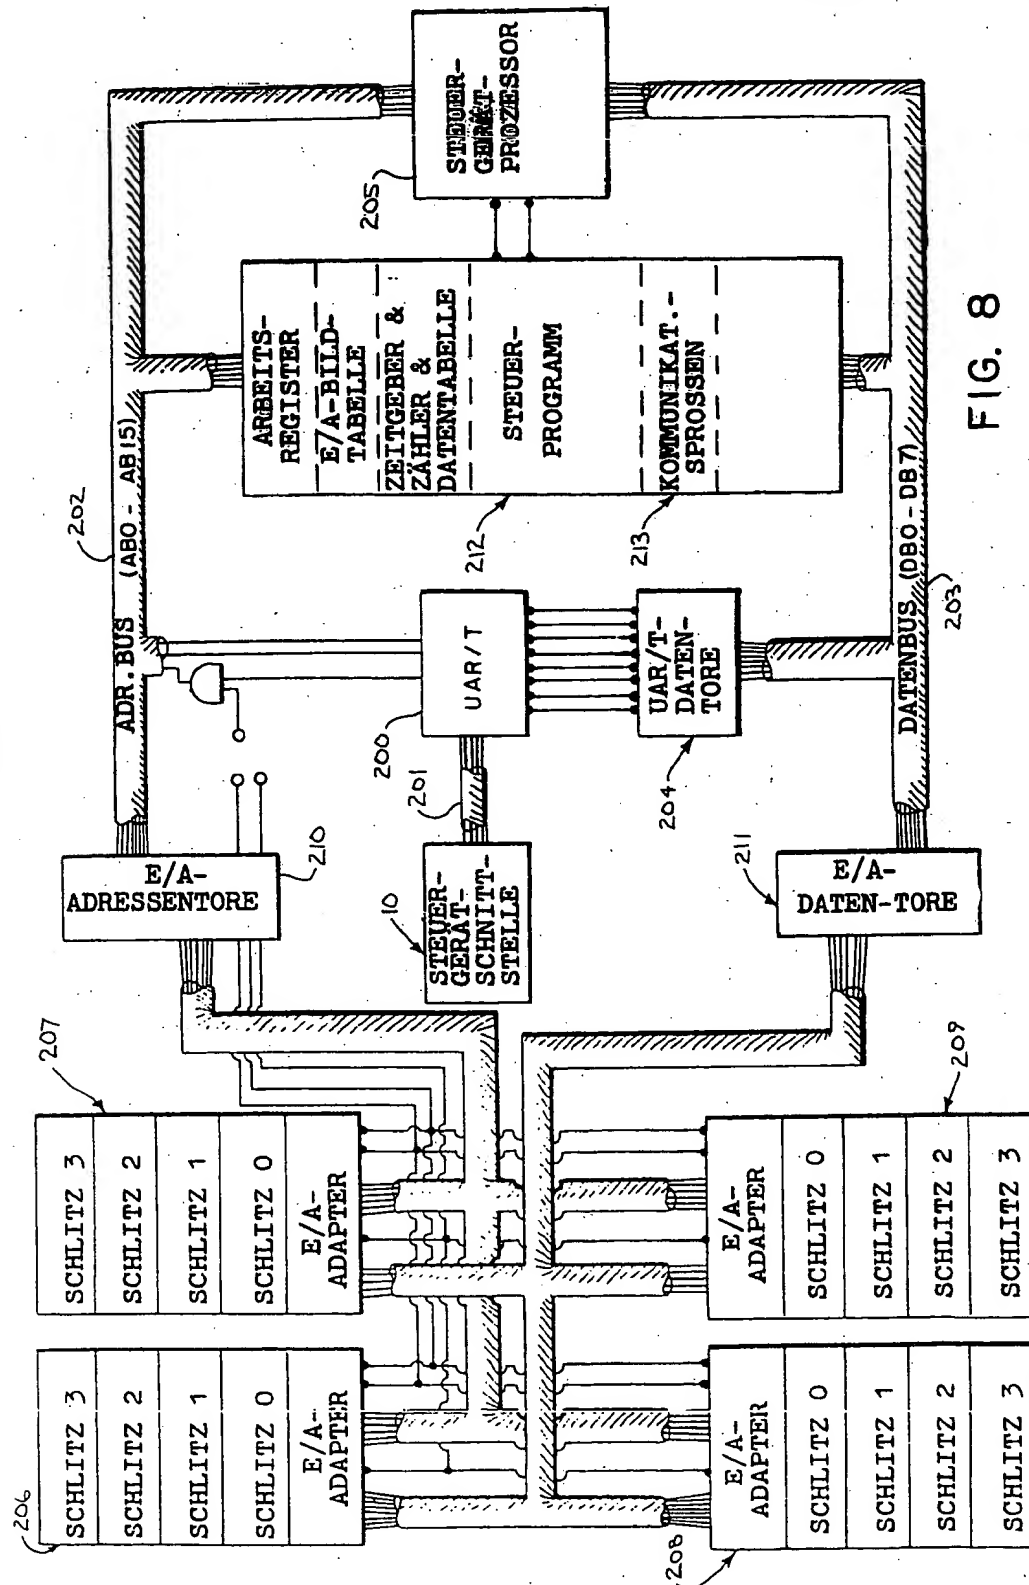 206
SCHLITZ 3
SCHLITZ 2
SCHLITZ 1
SCHLITZ 0
E/A-
ADAPTER
207
SCHLITZ 3
SCHLITZ 2
SCHLITZ 1
SCHLITZ 0
E/A-
ADAPTER
208
E/A-
ADAPTER
SCHLITZ 0
SCHLITZ 1
SCHLITZ 2
SCHLITZ 3
209
E/A-
ADAPTER
SCHLITZ 0
SCHLITZ 1
SCHLITZ 2
SCHLITZ 3
E/A-
ADRESSENTORE
210
10
STEUER-
GERÄT-
SCHNITT-
STELLE
211
E/A-
DATEN-TORE
ADR.BUS (AB0 - AB15)
202
201
200
UAR/T
204
UAR/T-
DATEN-
TORE
DATENBUS (DB0 - DB7)
203
ARBEITS-
REGISTER
E/A-BILD-
TABELLE
ZEITGEBER &
ZÄHLER &
DATENTABELLE
212
STEUER-
PROGRAMM
213
KOMMUNIKAT.-
SPROSSEN
205
STEUER-
GERÄT-
PROZESSOR
FIG. 8